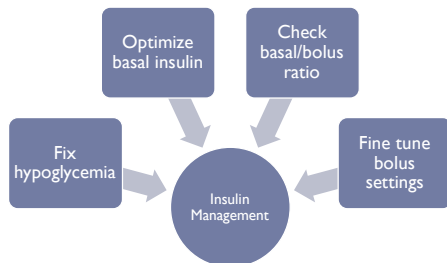 Optimize
basal insulin
Check
basal/bolus
ratio
Fix
hypoglycemia
Fine tune
bolus
settings
Insulin
Management